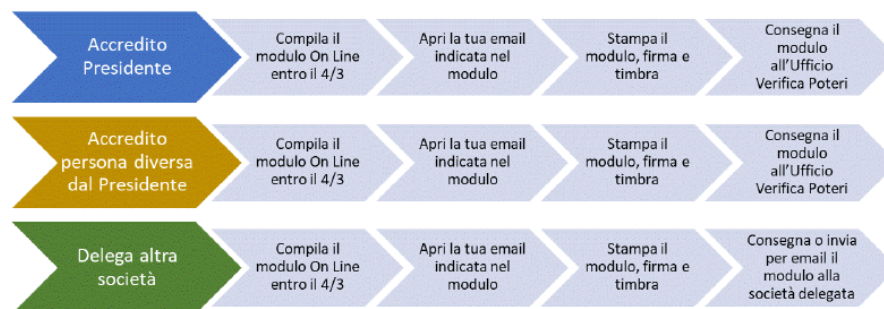 Accredito
Presidente
Compila il
modulo On Line
entro il 4/3
Apri la tua email
indicata nel
modulo
Stampa il
modulo, firma e
timbra
Consegna il
modulo
all'Ufficio
Verifica Poteri
Accredito
persona diversa
dal Presidente
Compila il
modulo On Line
entro il 4/3
Apri la tua email
indicata nel
modulo
Stampa il
modulo, firma e
timbra
Consegna il
modulo
all'Ufficio
Verifica Poteri
Delega altra
società
Compila il
modulo On Line
entro il 4/3
Apri la tua email
indicata nel
modulo
Stampa il
modulo, firma e
timbra
Consegna o invia
per email il
modulo alla
società delegata